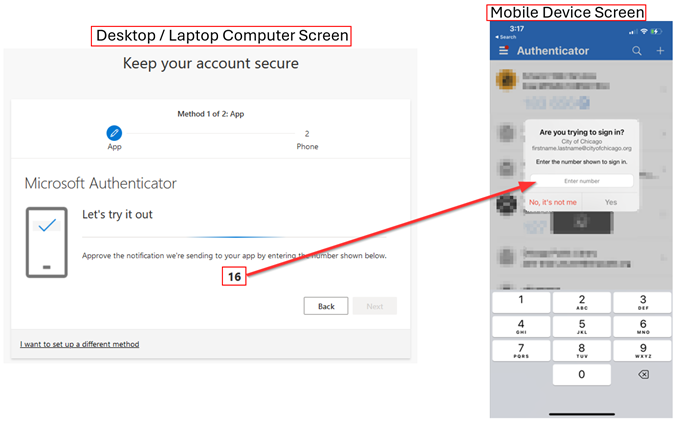 Desktop / Laptop Computer Screen
Keep your account secure
Method 1 of 2: App
App
2
Phone
Microsoft Authenticator
Let's try it out
Approve the notification we're sending to your app by entering the number shown below.
16
Back
Next
I want to set up a different method
Mobile Device Screen
3:17
Search
Authenticator
Are you trying to sign in?
City of Chicago
firstname.lastname@cityofchicago.org
Enter the number shown to sign in.
Enter number
No, it's not me
Yes
1
2
ABC
3
DEF
4
GHI
5
JKL
6
MNO
7
PQRS
8
TUV
9
WXYZ
0